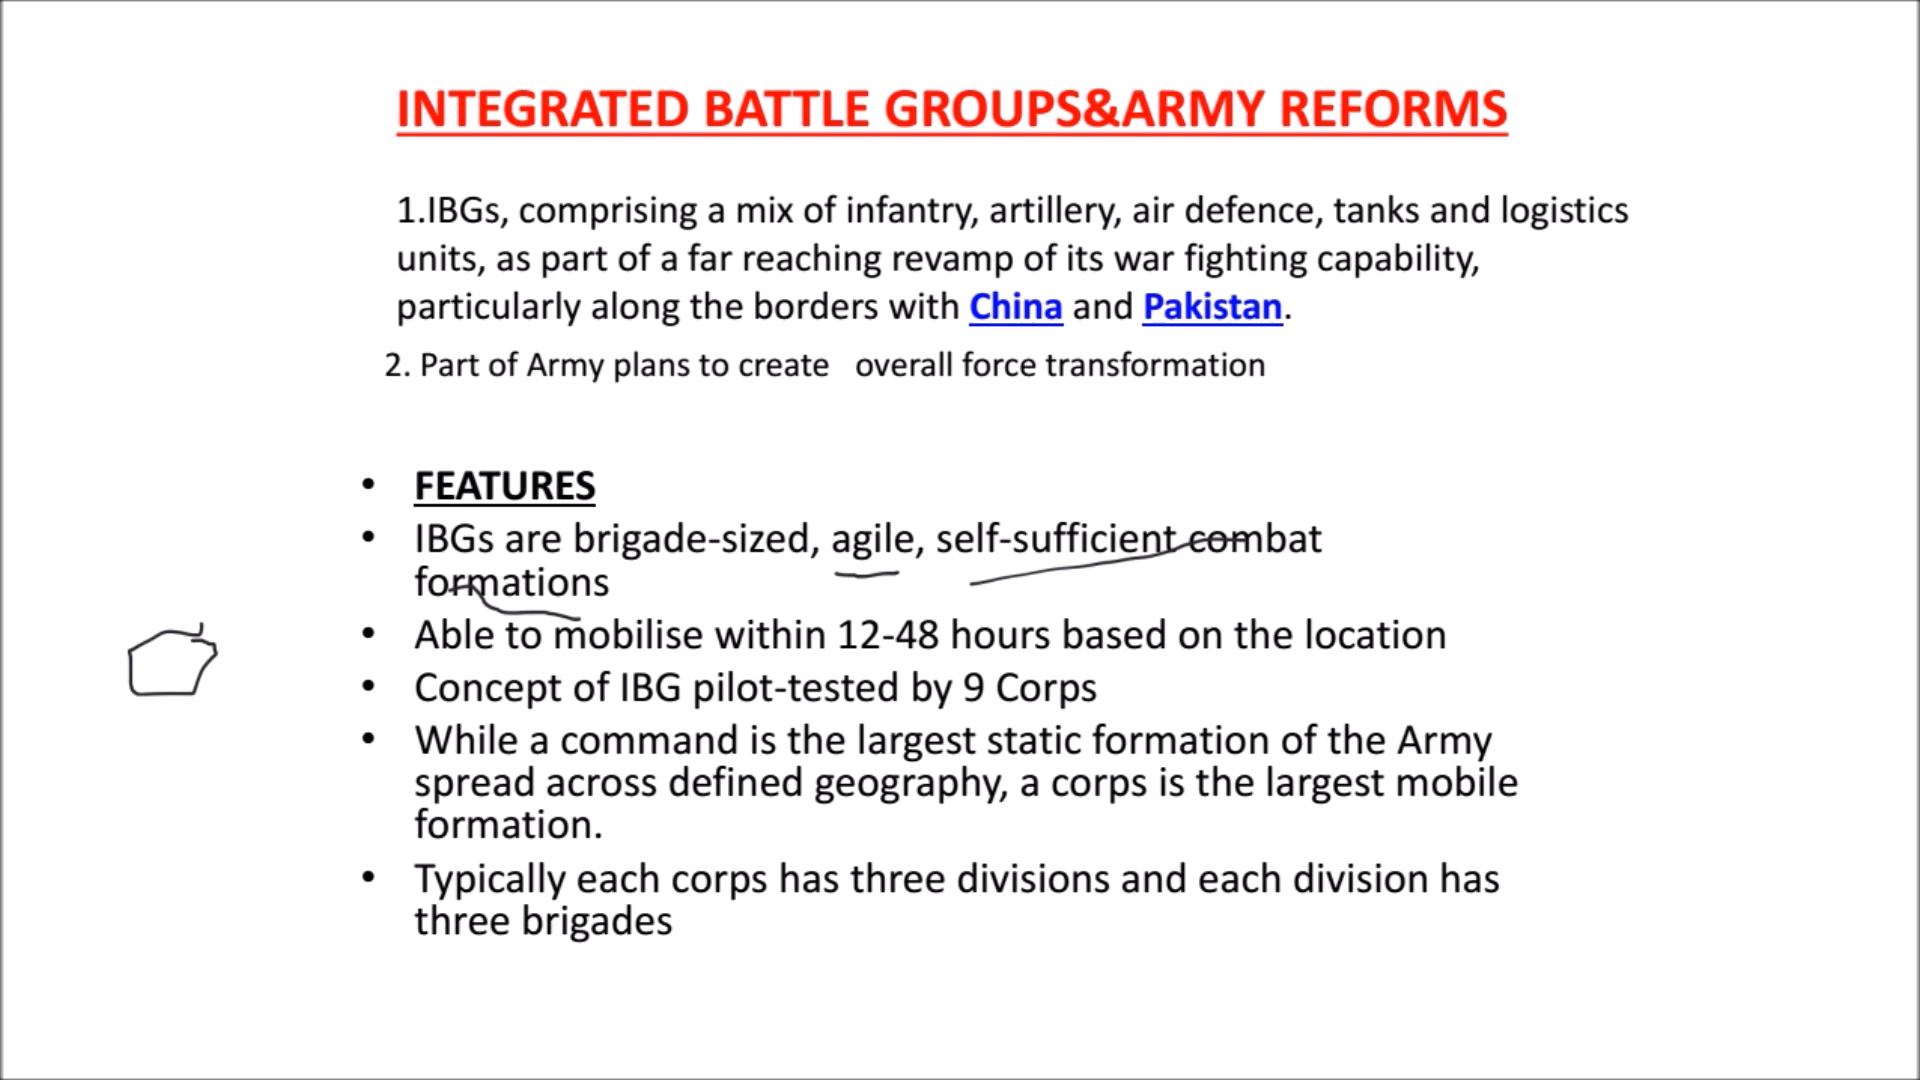 INTEGRATED BATTLE GROUPS&ARMY REFORMS
1.IBGs, comprising a mix of infantry, artillery, air defence, tanks and logistics
units, as part of a far reaching revamp of its war fighting capability,
particularly along the borders with China and Pakistan.
2. Part of Army plans to create overall force transformation
• FEATURES
• IBGs are brigade-sized, agile, self-sufficient combat
formations
• Able to mobilise within 12-48 hours based on the location
• Concept of IBG pilot-tested by 9 Corps
• While a command is the largest static formation of the Army
spread across defined geography, a corps is the largest mobile
formation.
• Typically each corps has three divisions and each division has
three brigades